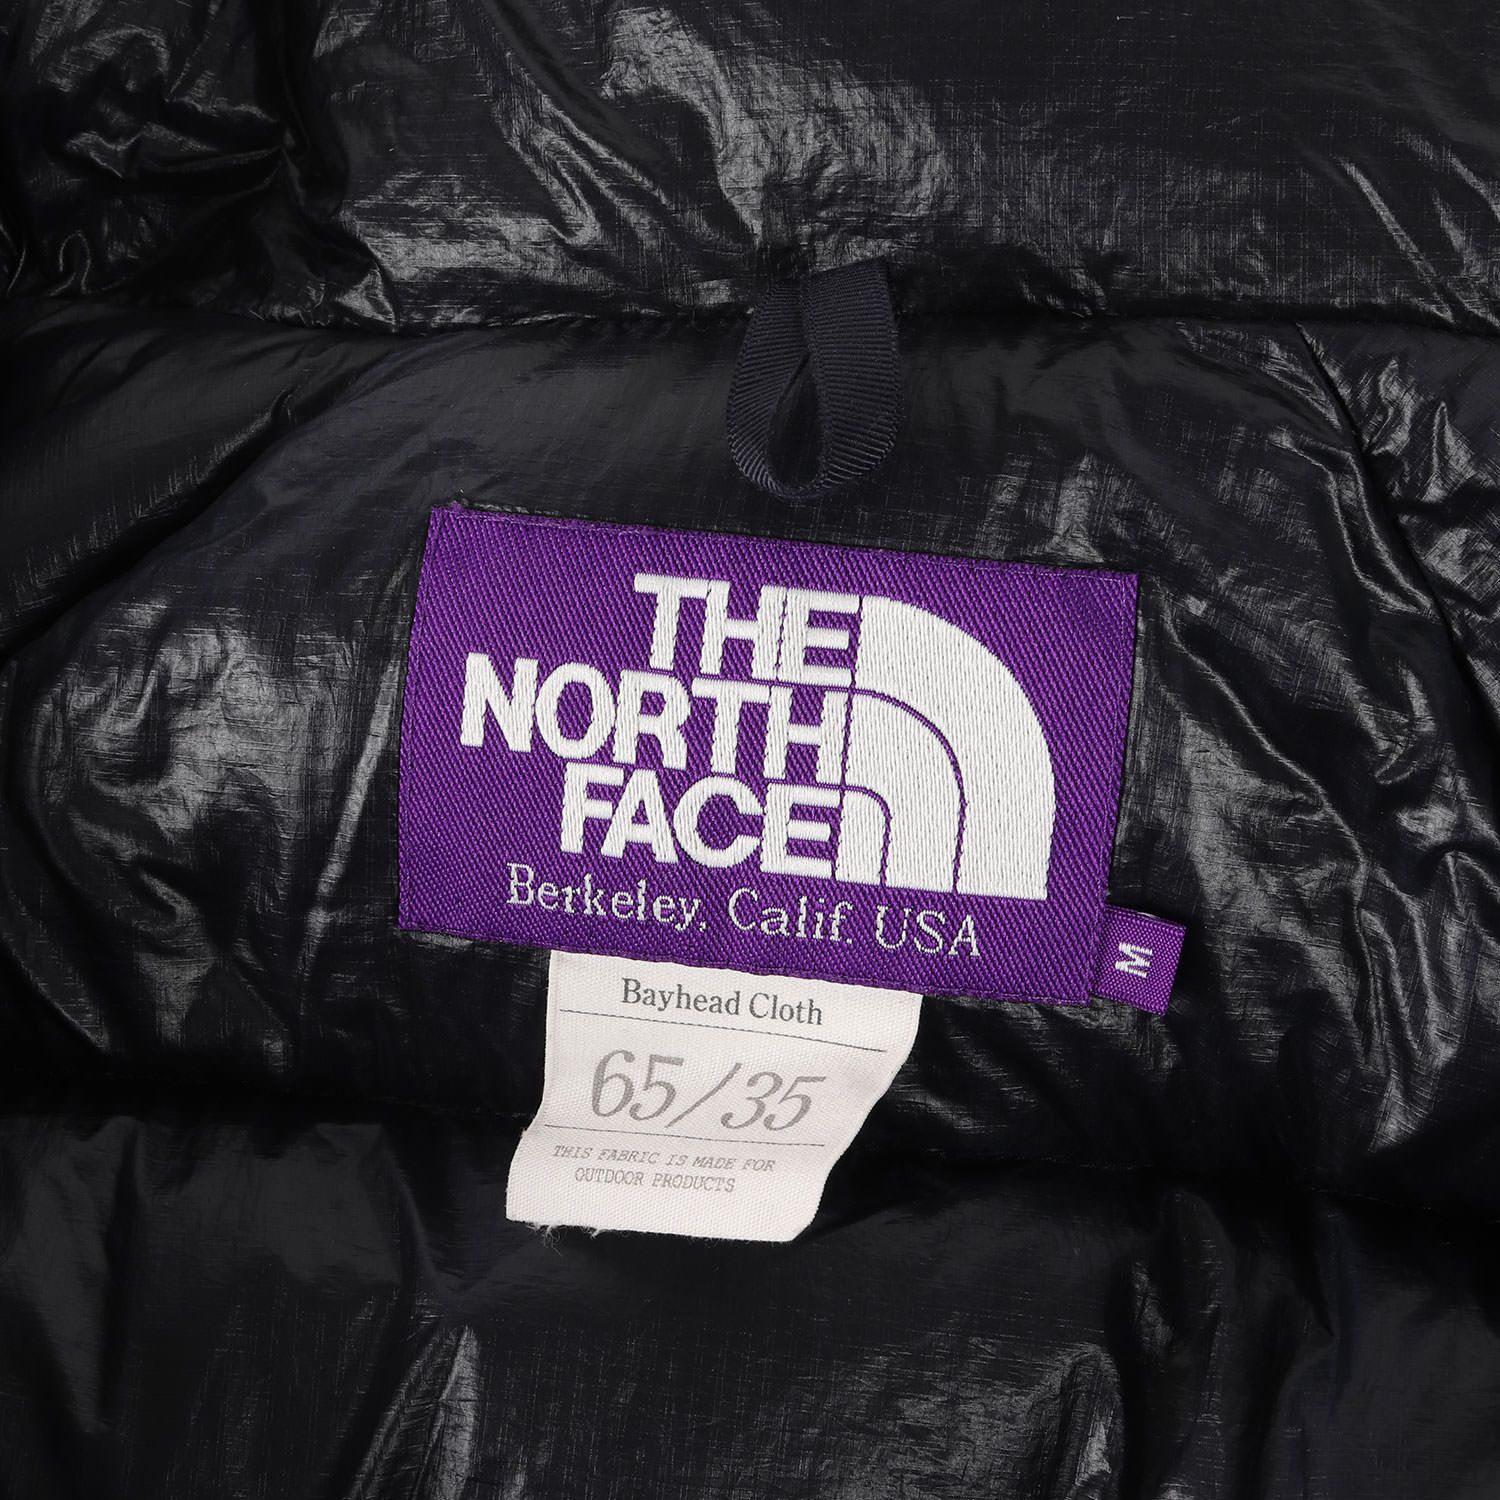 THE
NORTH
FACE
Berkeley, Calif. USA
M
Bayhead Cloth
65/35
THIS FABRIC IS MADE FOR
OUTDOOR PRODUCTS